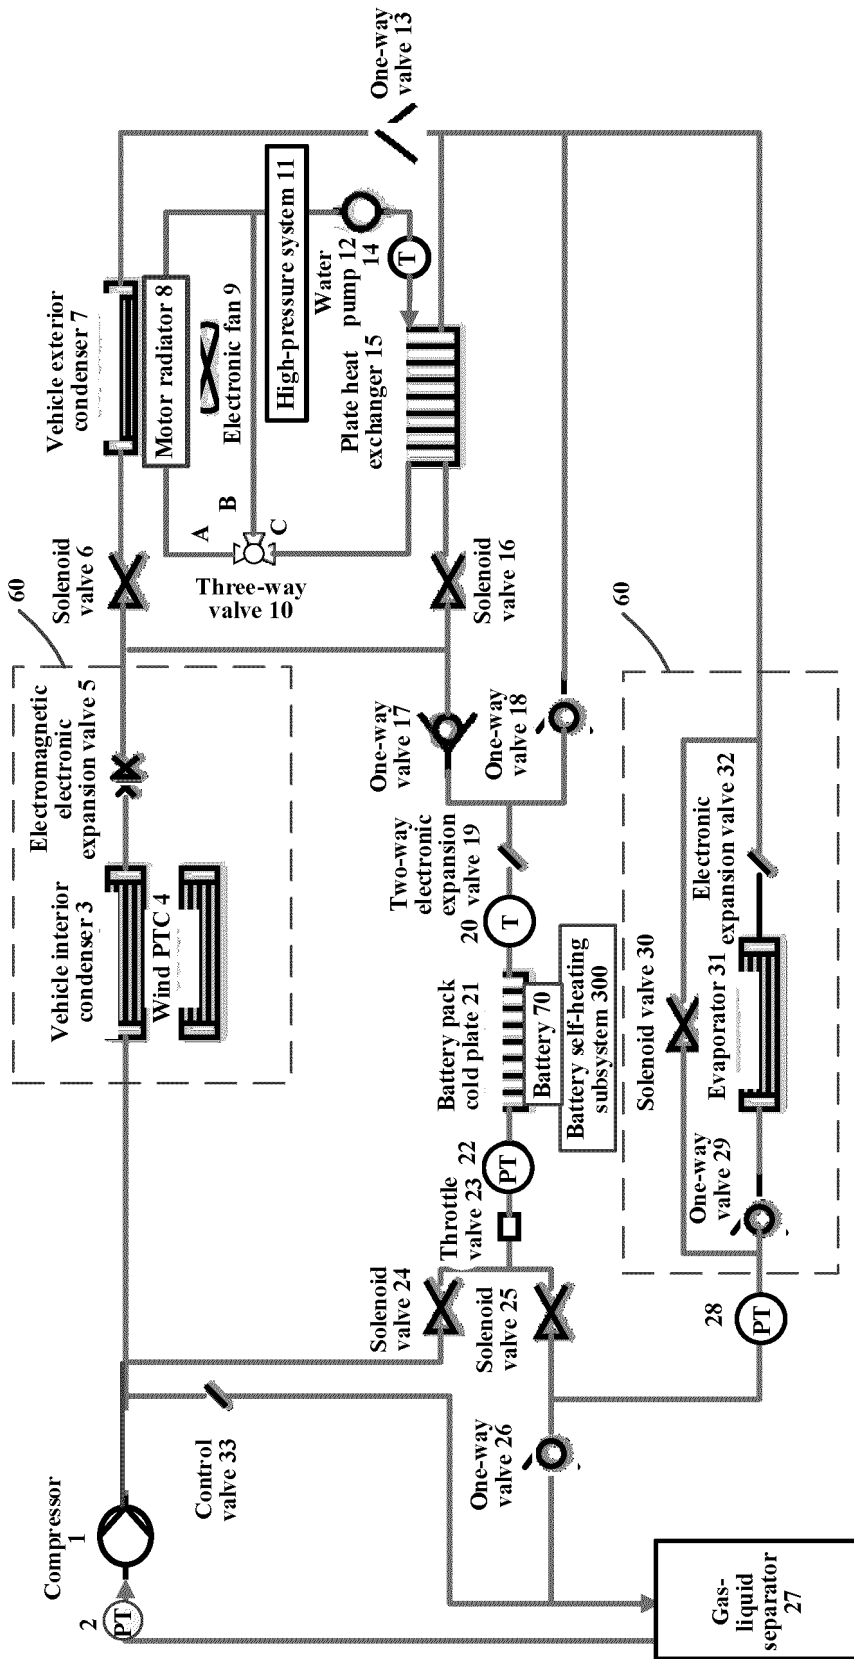 Compressor
1
2
PT
Control
valve 33
Vehicle interior
condenser 3
Wind PTC 4
Electromagnetic
electronic
expansion valve 5
60
Solenoid
valve 6
Vehicle exterior
condenser 7
Motor radiator 8
Electronic fan 9
A
B
C
Three-way
valve 10
High-pressure system 11
Water
pump 12
14
T
One-way
valve 13
Plate heat
exchanger 15
Solenoid
valve 16
One-way
valve 17
One-way
valve 18
Two-way
electronic
expansion
valve 19
20
T
Battery pack
cold plate 21
Battery 70
Battery self-heating
subsystem 300
22
PT
Throttle
valve 23
Solenoid
valve 24
Solenoid
valve 25
One-way
valve 26
Gas-
liquid
separator
27
28
PT
One-way
valve 29
Solenoid valve 30
Evaporator 31
Electronic
expansion valve 32
60